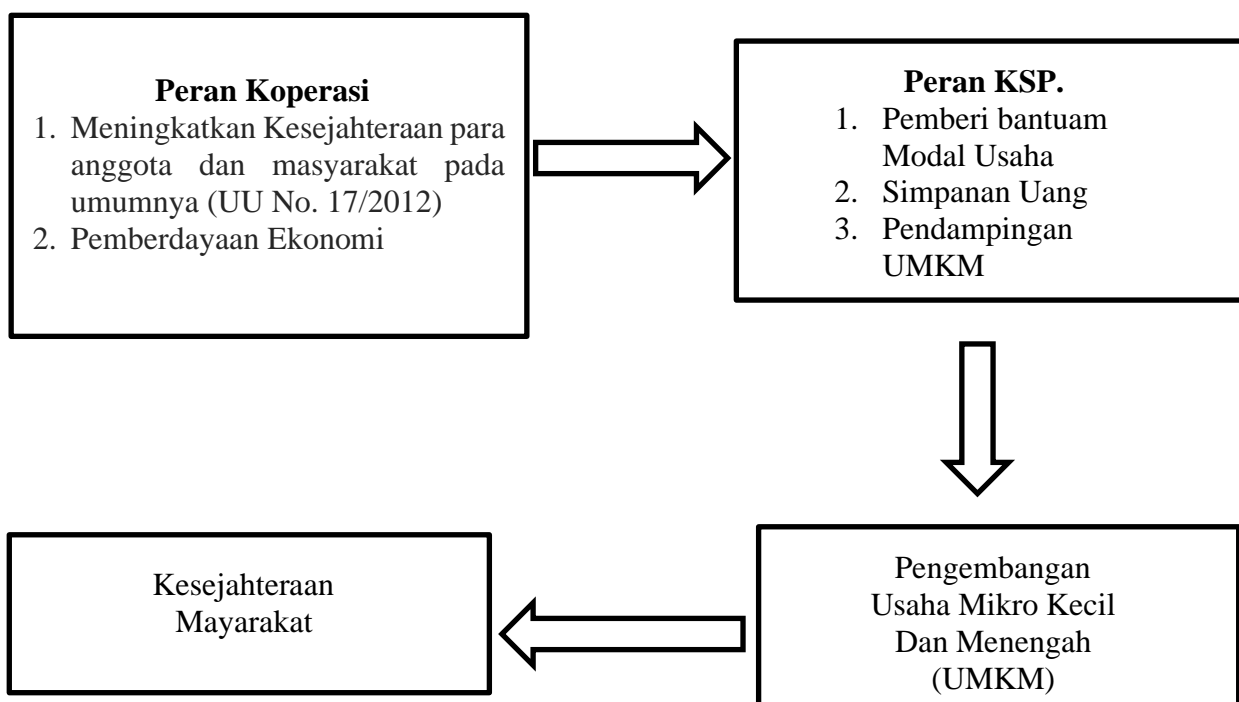 Peran Koperasi
1. Meningkatkan Kesejahteraan para
anggota dan masyarakat pada
umumnya (UU No. 17/2012)
2. Pemberdayaan Ekonomi
Peran KSP.
1. Pemberi bantuam
Modal Usaha
2. Simpanan Uang
3. Pendampingan
UMKM
Pengembangan
Usaha Mikro Kecil
Dan Menengah
(UMKM)
Kesejahteraan
Mayarakat